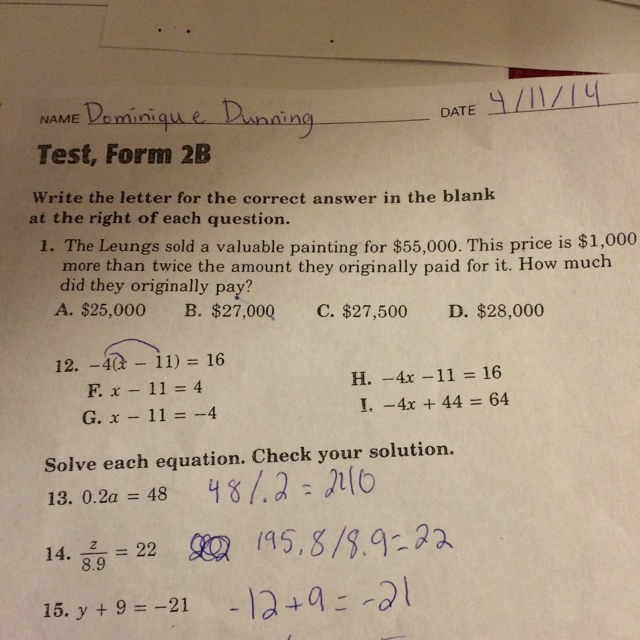 NAME Dominique Dunning DATE 4/11/14
Test, Form 2B
Write the letter for the correct answer in the blank
at the right of each question.
1. The Leungs sold a valuable painting for $55,000. This price is $1,000
more than twice the amount they originally paid for it. How much
did they originally pay?
A. $25,000 B. $27,000 C. $27,500 D. $28,000
12. −4(x − 11) = 16
F. x − 11 = 4
G. x − 11 = −4
H. −4x −11 = 16
I. −4x + 44 = 64
Solve each equation. Check your solution.
13. 0.2a = 48 48/.2 = 240
14. z/8.9 = 22 195.8/8.9=22
15. y + 9 = −21 -12+9= -21